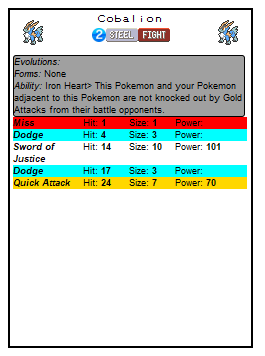 Cobalion
2 STEEL FIGHT
Evolutions:
Forms: None
Ability: Iron Heart> This Pokemon and your Pokemon
adjacent to this Pokemon are not knocked out by Gold
Attacks from their battle opponents.
Miss Hit: 1 Size: 1 Power:
Dodge Hit: 4 Size: 3 Power:
Sword of Hit: 14 Size: 10 Power: 101
Justice
Dodge Hit: 17 Size: 3 Power:
Quick Attack Hit: 24 Size: 7 Power: 70